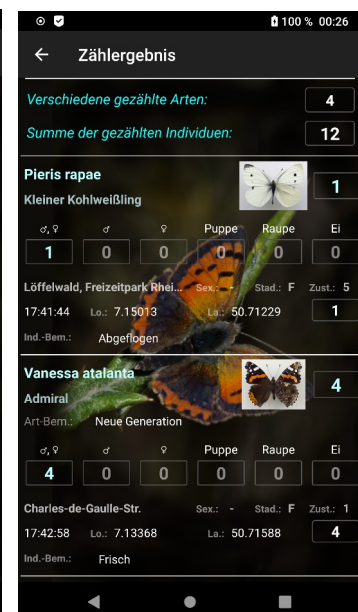 100 % 00:26
Zählergebnis
Verschiedene gezählte Arten: 4
Summe der gezählten Individuen: 12
Pieris rapae 1
Kleiner Kohlweißling
♂,♀ ♂ ♀ Puppe Raupe Ei
1 0 0 0 0 0
Löffelwald, Freizeitpark Rhei... Sex.: - Stad.: F Zust.: 5
17:41:44 Lo.: 7.15013 La.: 50.71229 1
Ind.-Bem.: Abgeflogen
Vanessa atalanta 4
Admiral
Art-Bem.: Neue Generation
♂,♀ ♂ ♀ Puppe Raupe Ei
4 0 0 0 0 0
Charles-de-Gaulle-Str. Sex.: - Stad.: F Zust.: 1
17:42:58 Lo.: 7.13368 La.: 50.71588 4
Ind.-Bem.: Frisch